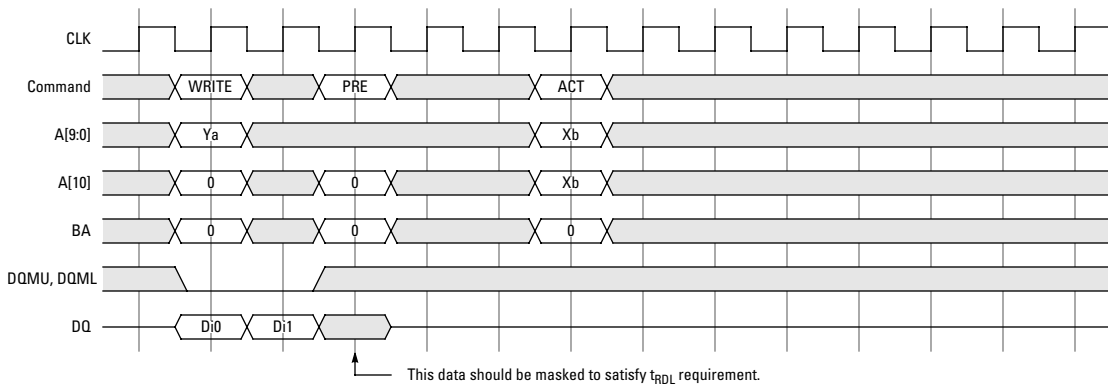 CLK
Command WRITE PRE ACT
A[9:0] Ya Xb
A[10] 0 0 Xb
BA 0 0 0
DQMU, DQML
DQ Di0 Di1
This data should be masked to satisfy tRDL requirement.